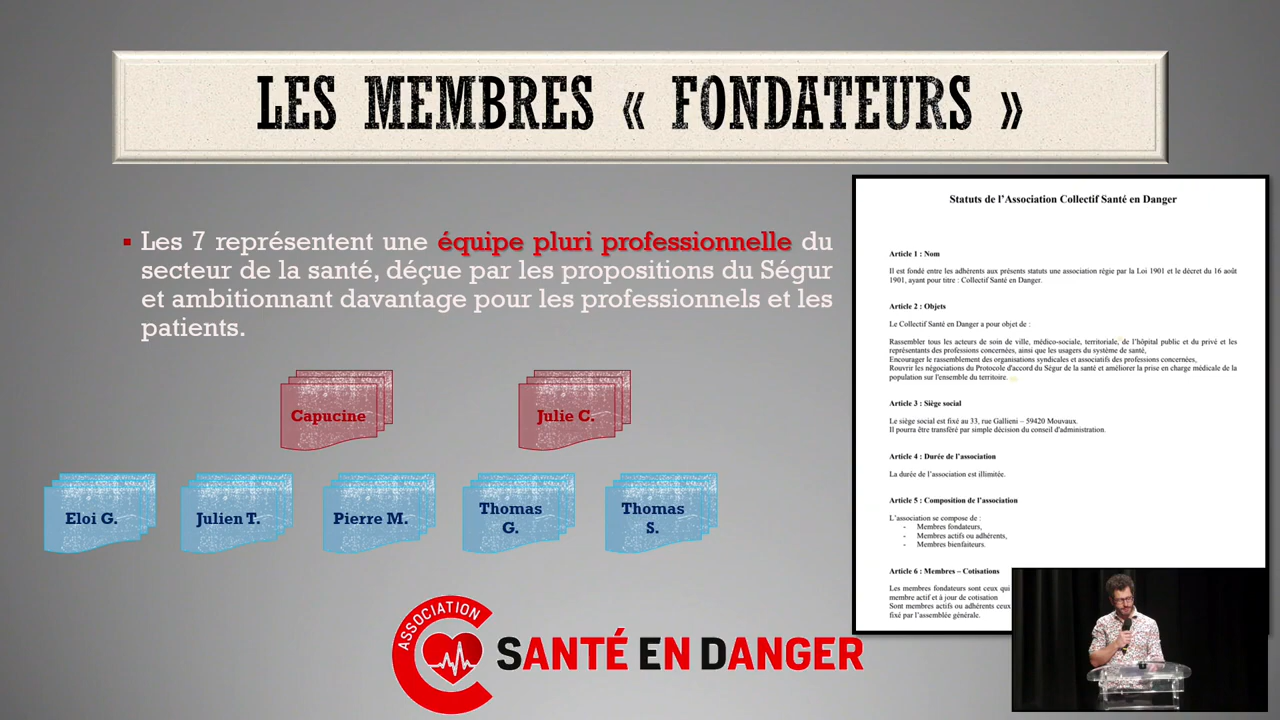 LES MEMBRES « FONDATEURS »
Les 7 représentent une équipe pluri professionnelle du
secteur de la santé, déçue par les propositions du Ségur
et ambitionnant davantage pour les professionnels et les
patients.
Capucine
Julie C.
Eloi G.
Julien T.
Pierre M.
Thomas
G.
Thomas
S.
ASSOCIATION
SANTÉ EN DANGER
Statuts de l'Association Collectif Santé en Danger
Article 1 : Nom
Il est fondé entre les adhérents aux présents statuts une association régie par la Loi 1901 et le décret du 16 août
1901, ayant pour titre : Collectif Santé en Danger.
Article 2 : Objets
Le Collectif Santé en Danger a pour objet de :
Rassembler tous les acteurs de soin de ville, médico-sociale, territoriale, de l'hôpital public et du privé et les
représentants des professions concernées, ainsi que les usagers du système de santé,
Encourager le rassemblement des organisations syndicales et associatifs des professions concernées,
Rouvrir les négociations du Protocole d'accord du Ségur de la santé et améliorer la prise en charge médicale de la
population sur l'ensemble du territoire.
Article 3 : Siège social
Le siège social est fixé au 33, rue Gallieni – 59420 Mouvaux.
Il pourra être transféré par simple décision du conseil d'administration.
Article 4 : Durée de l'association
La durée de l'association est illimitée.
Article 5 : Composition de l'association
L'association se compose de :
- Membres fondateurs,
- Membres actifs ou adhérents,
- Membres bienfaiteurs.
Article 6 : Membres – Cotisations
Les membres fondateurs sont ceux qui
membre actif et à jour de cotisation
Sont membres actifs ou adhérents ceux
fixé par l'assemblée générale.